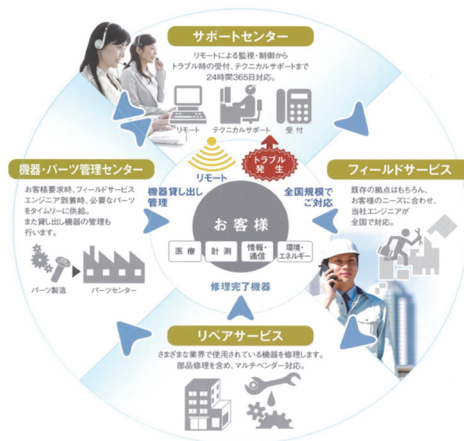 サポートセンター
リモートによる監視・制御から
トラブル時の受付、テクニカルサポートまで
24時間365日対応。
リモート
テクニカルサポート
受付
リモート
トラブル
発生
機器・パーツ管理センター
お客様要求時、フィールドサービス
エンジニア到着時、必要なパーツ
をタイムリーに供給。
また貸し出し機器の管理も
行います。
パーツ製造
パーツセンター
機器貸し出し
管理
全国規模で
ご対応
フィールドサービス
既存の拠点はもちろん、
お客様のニーズに合わせ、
当社エンジニアが
全国で対応。
お客様
医療
計測
情報・
通信
環境・
エネルギー
修理完了機器
リペアサービス
さまざまな業界で使用されている機器を修理します。
部品修理を含め、マルチベンダー対応。